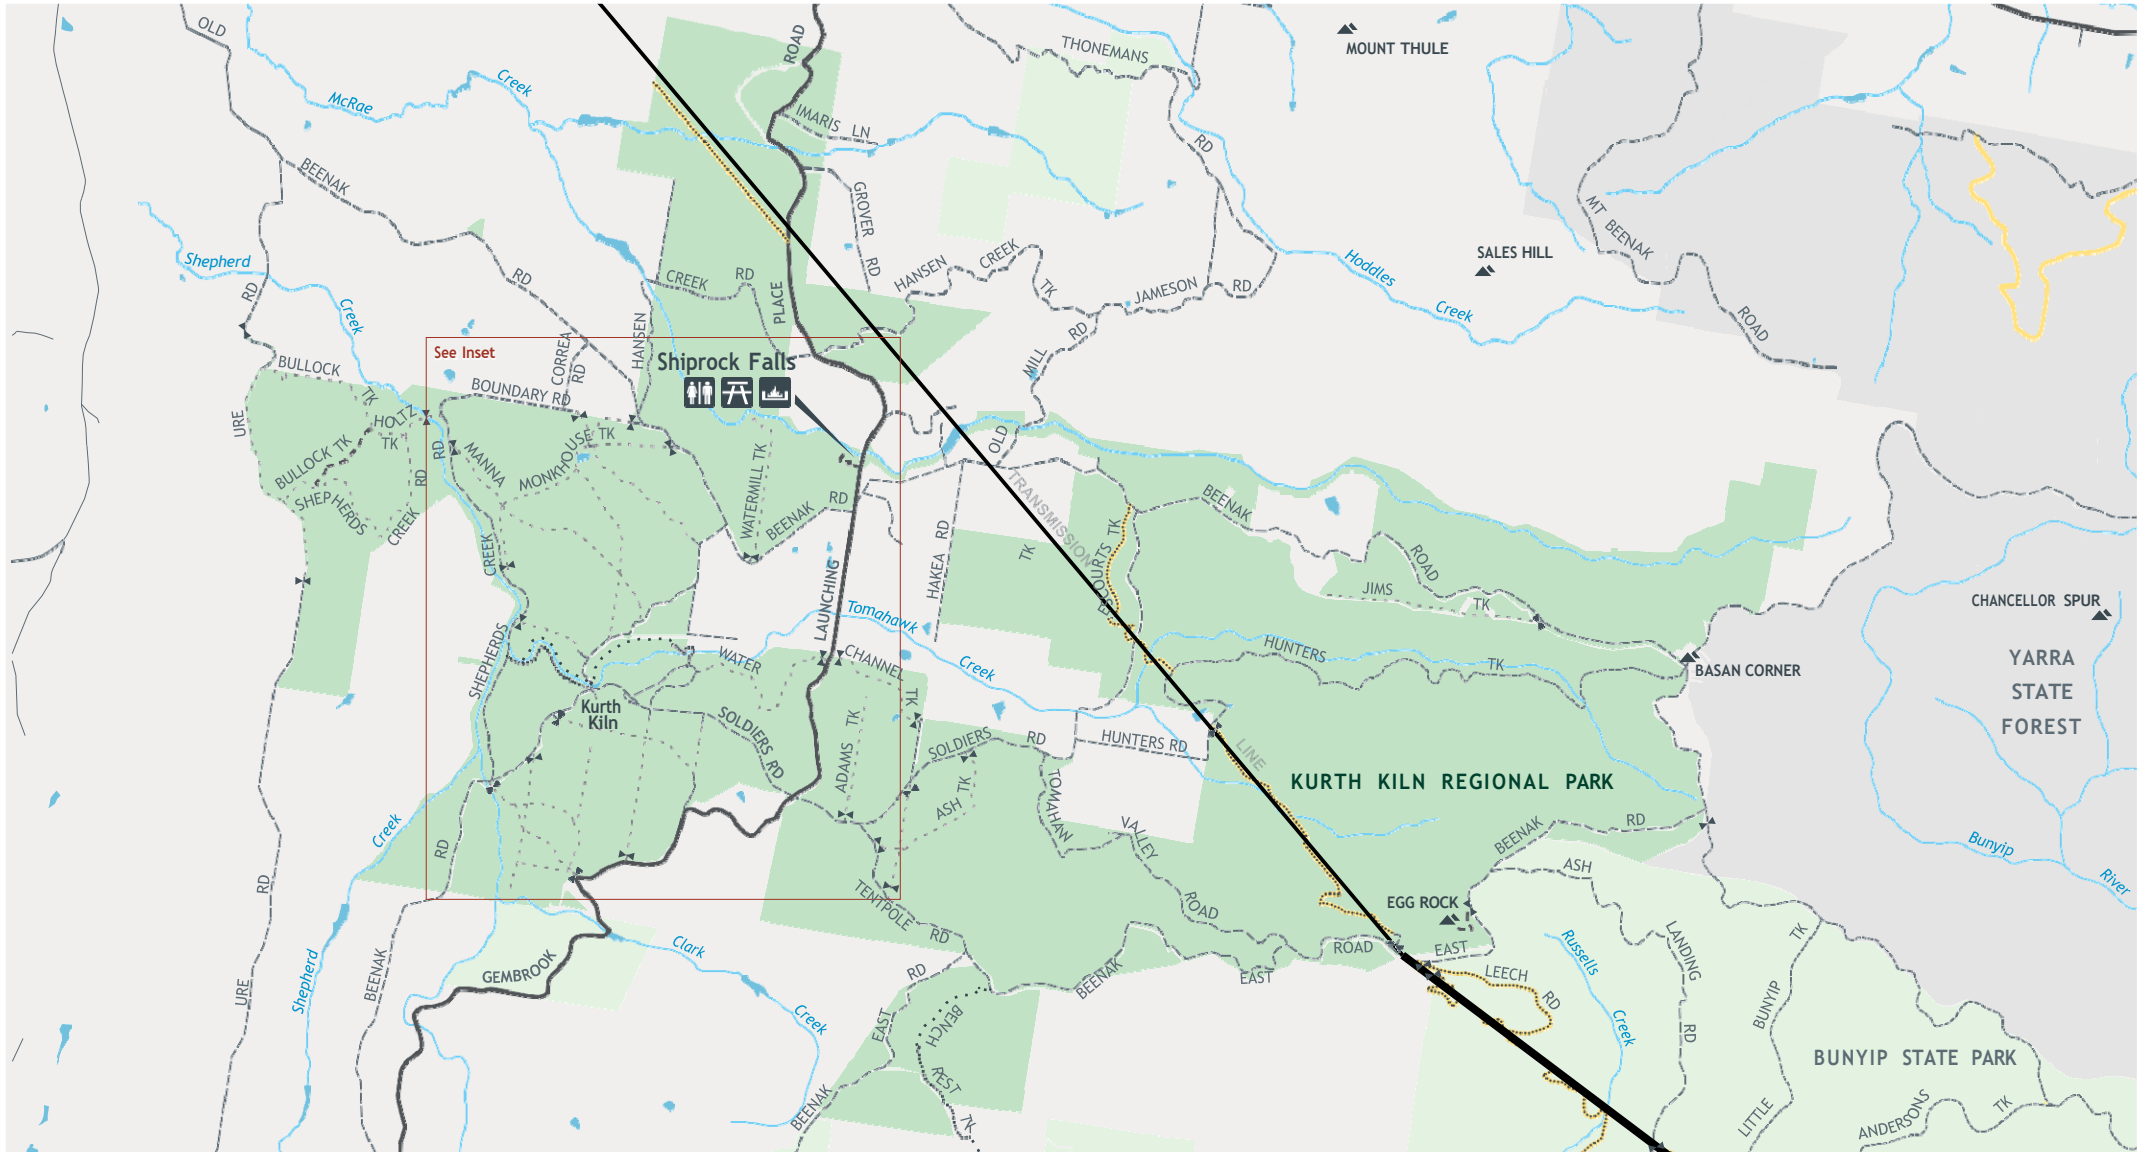 OLD
ROAD
THONEMANS
MOUNT THULE
Creek
McRae
IMARIS LN
RD
BEENAK
GROVER
RD
MT BEENAK
ROAD
Shepherd
Creek
RD
RD
CREEK RD
PLACE
HANSEN CREEK
TK
JAMESON RD
Hoddles
Creek
SALES HILL
See Inset
CORREA
RD
HANSEN
Shiprock Falls
MILL RD
BULLOCK
TK
BOUNDARY RD
URE
HOLTZ
TK
RD
BULLOCK TK
SHEPHERDS
CREEK
RD
MANNA
MONKHOUSE TK
WATERMILL TK
BEENAK RD
OLD
TRANSMISSION
LINE
HAKEA RD
TK
BEENAK
ROAD
ECOURTS TK
JIMS
TK
CREEK
SHEPHERDS
LAUNCHING
Tomahawk
Creek
WATER
CHANNEL
TK
HUNTERS
TK
BASAN CORNER
CHANCELLOR SPUR
YARRA
STATE
FOREST
Kurth
Kiln
SOLDIERS RD
ADAMS TK
SOLDIERS RD
ASH TK
HUNTERS RD
TOMAHAW
VALLEY
ROAD
KURTH KILN REGIONAL PARK
BEENAK RD
ASH
LANDING
RD
Bunyip
River
Creek
RD
RD
URE
Shepherd
BEENAK
GEMBROOK
Clark
Creek
TENTPOLE
RD
EGG ROCK
ROAD
EAST
EAST
BEENAK
LEECH
RD
Russells
Creek
BUNYIP
TK
LITTLE
BUNYIP STATE PARK
ANDERSONS
TK
RD
EAST
BEENAK
BENCH
PEST
TK